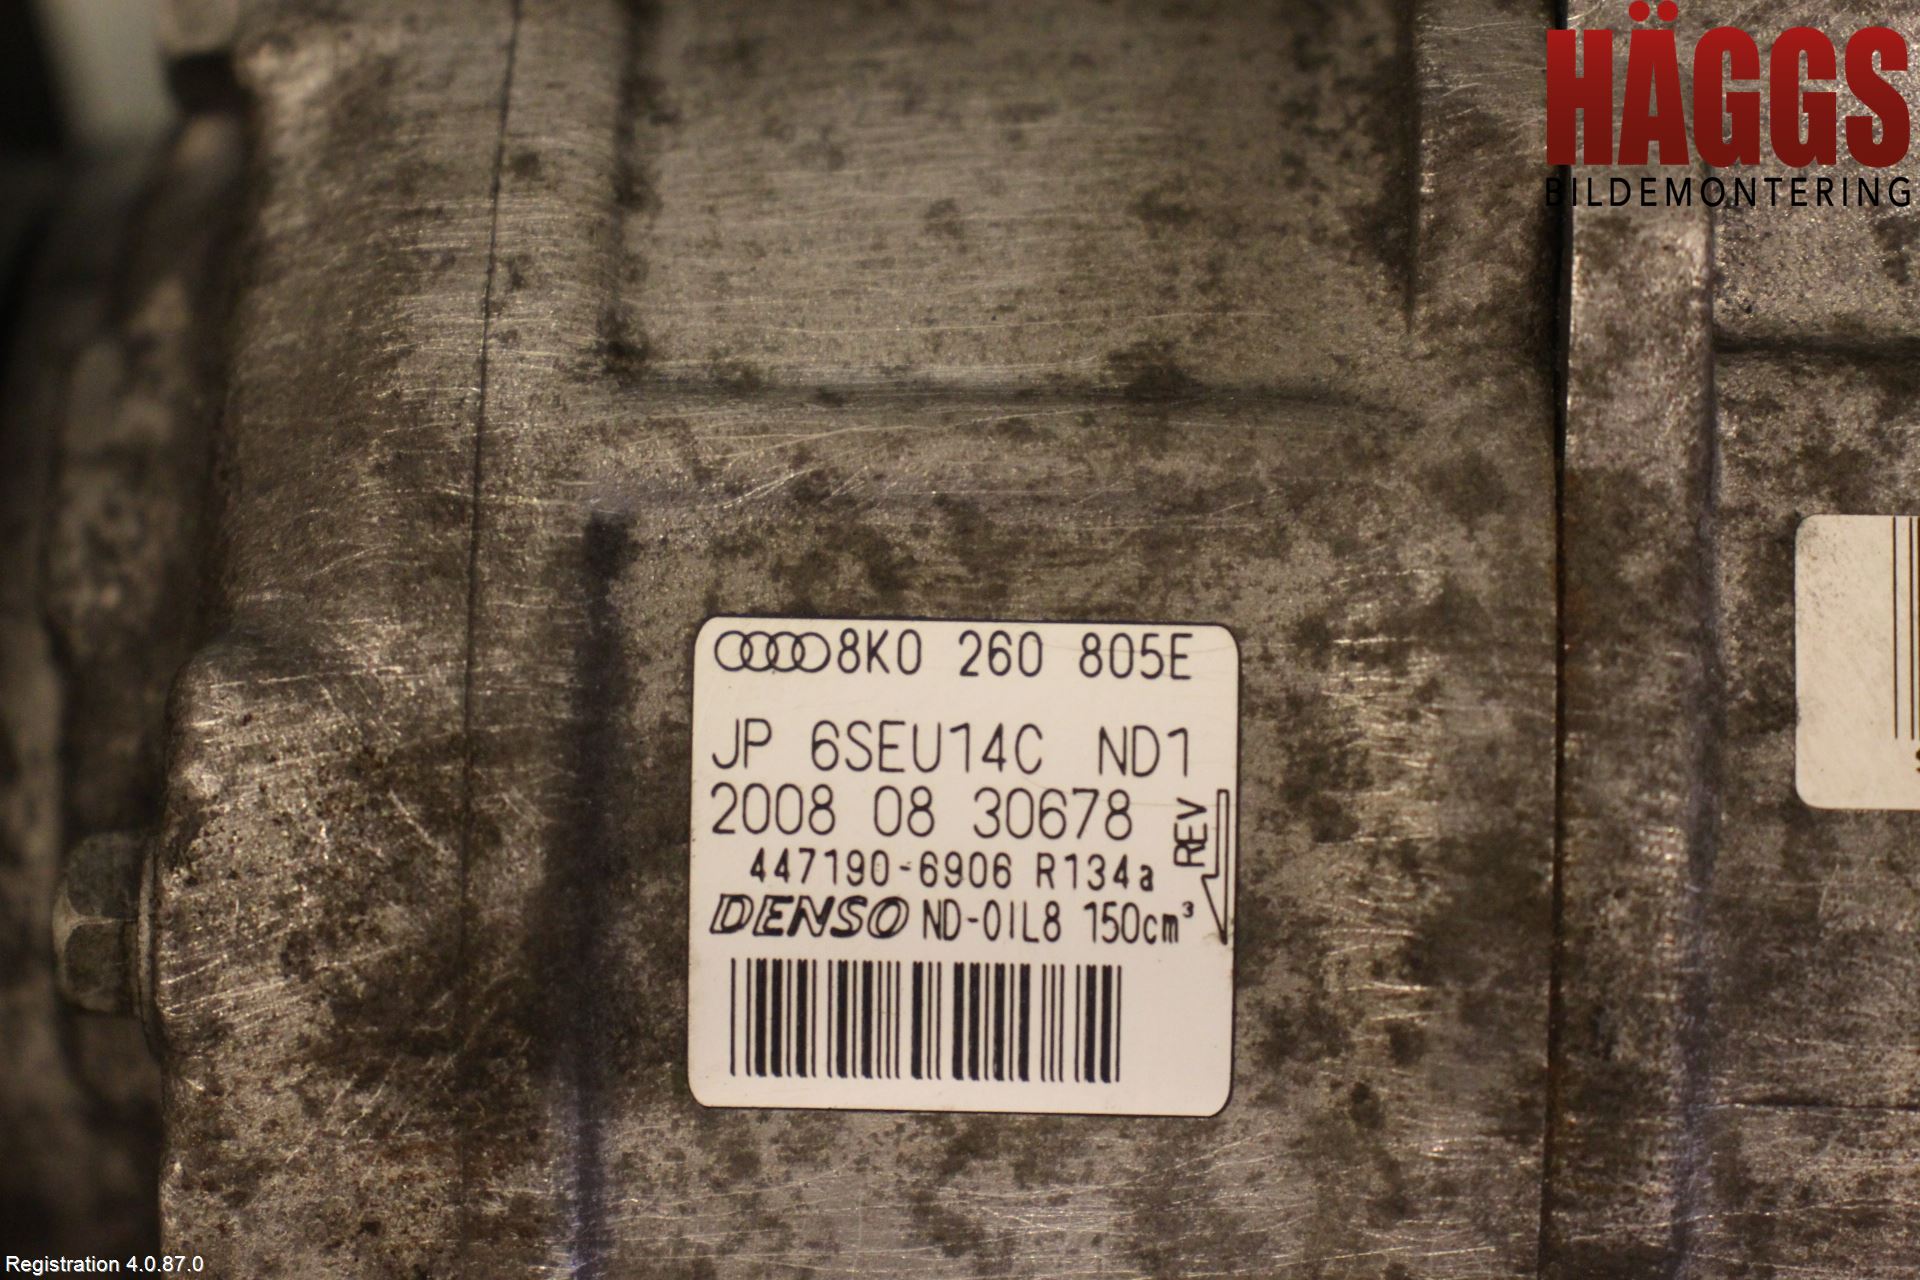 HÄGGS
BILDEMONTERING
8K0 260 805E
JP 6SEU14C ND1
2008 08 30678
REV
447190-6906 R134a
DENSO ND-OIL8 150cm³
Registration 4.0.87.0